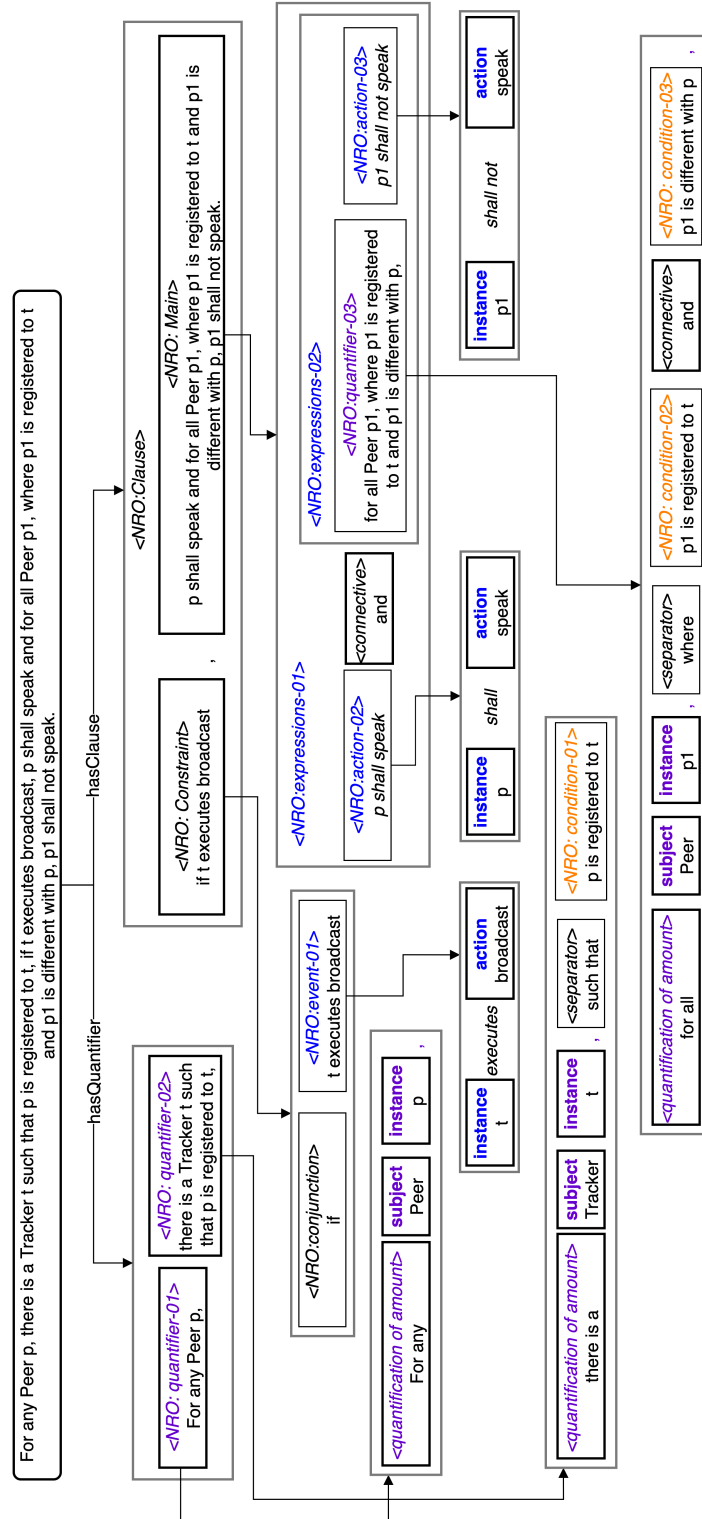 For any Peer p, there is a Tracker t such that p is registered to t, if t executes broadcast, p shall speak and for all Peer p1, where p1 is registered to t
and p1 is different with p, p1 shall not speak.
hasQuantifier
hasClause
<NRO: quantifier-01>
For any Peer p,
<NRO: quantifier-02>
there is a Tracker t such
that p is registered to t,
<NRO:Clause>
<NRO: Constraint>
if t executes broadcast
,
<NRO: Main>
p shall speak and for all Peer p1, where p1 is registered to t and p1 is
different with p, p1 shall not speak.
<NRO:conjunction>
if
<NRO:event-01>
t executes broadcast
<NRO:expressions-01>
<NRO:action-02>
p shall speak
<connective>
and
<NRO:expressions-02>
<NRO:quantifier-03>
for all Peer p1, where p1 is registered
to t and p1 is different with p,
<NRO:action-03>
p1 shall not speak
<quantification of amount>
For any
subject
Peer
instance
p
,
instance
t
executes
action
broadcast
instance
p
shall
action
speak
instance
p1
shall not
action
speak
<quantification of amount>
there is a
subject
Tracker
instance
t
,
<separator>
such that
<NRO: condition-01>
p is registered to t
<quantification of amount>
for all
subject
Peer
instance
p1
,
<separator>
where
<NRO: condition-02>
p1 is registered to t
<connective>
and
<NRO: condition-03>
p1 is different with p
,